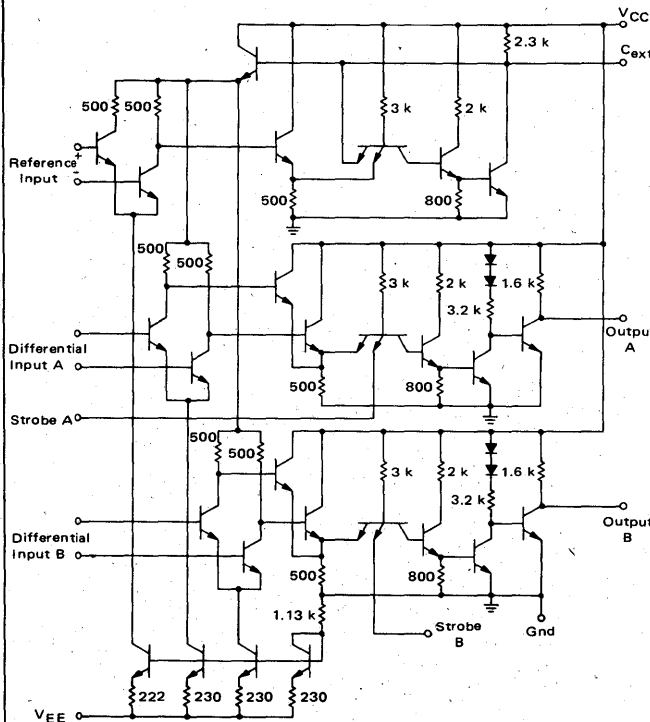 VCC
2.3 k
Cext
500
500
3 k
2 k
Reference
Input
+
-
500
800
500
500
3 k
2 k
1.6 k
3.2 k
Differential
Input A
Output
A
500
800
Strobe A
500
500
3 k
2 k
1.6 k
3.2 k
Differential
Input B
Output
B
500
800
1.13 k
Strobe
B
Gnd
222
230
230
230
VEE